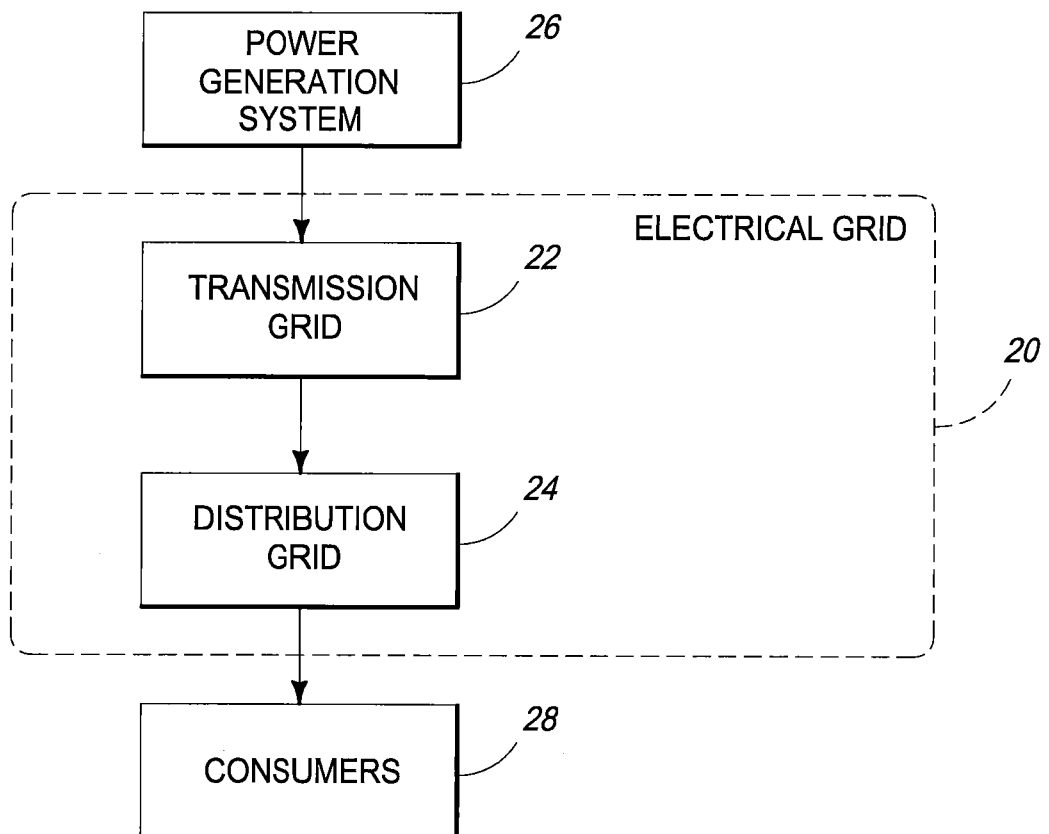 POWER
GENERATION
SYSTEM
26
ELECTRICAL GRID
TRANSMISSION
GRID
22
20
DISTRIBUTION
GRID
24
CONSUMERS
28